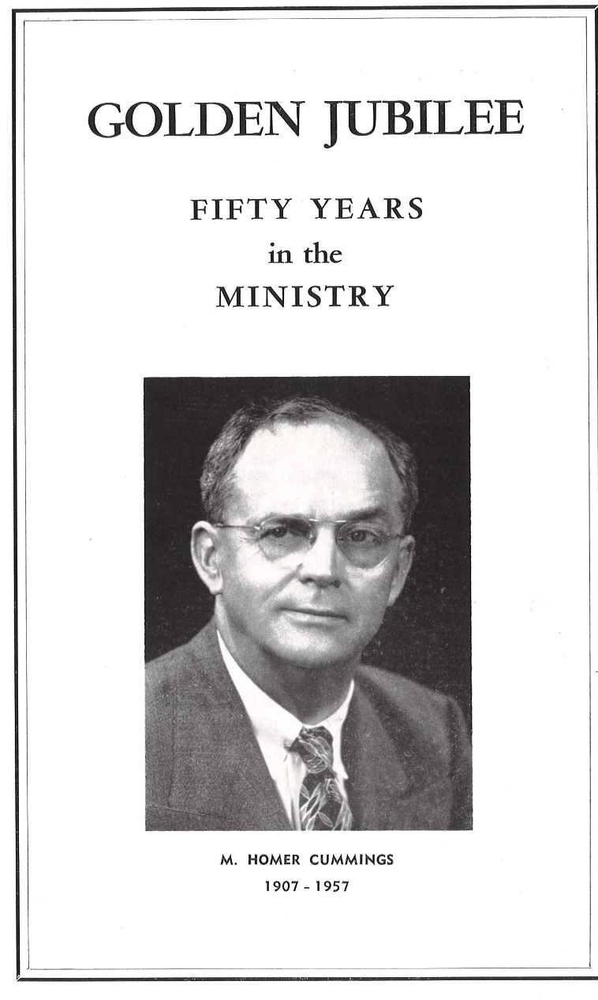 GOLDEN JUBILEE
FIFTY YEARS
in the
MINISTRY
M. HOMER CUMMINGS
1907 - 1957